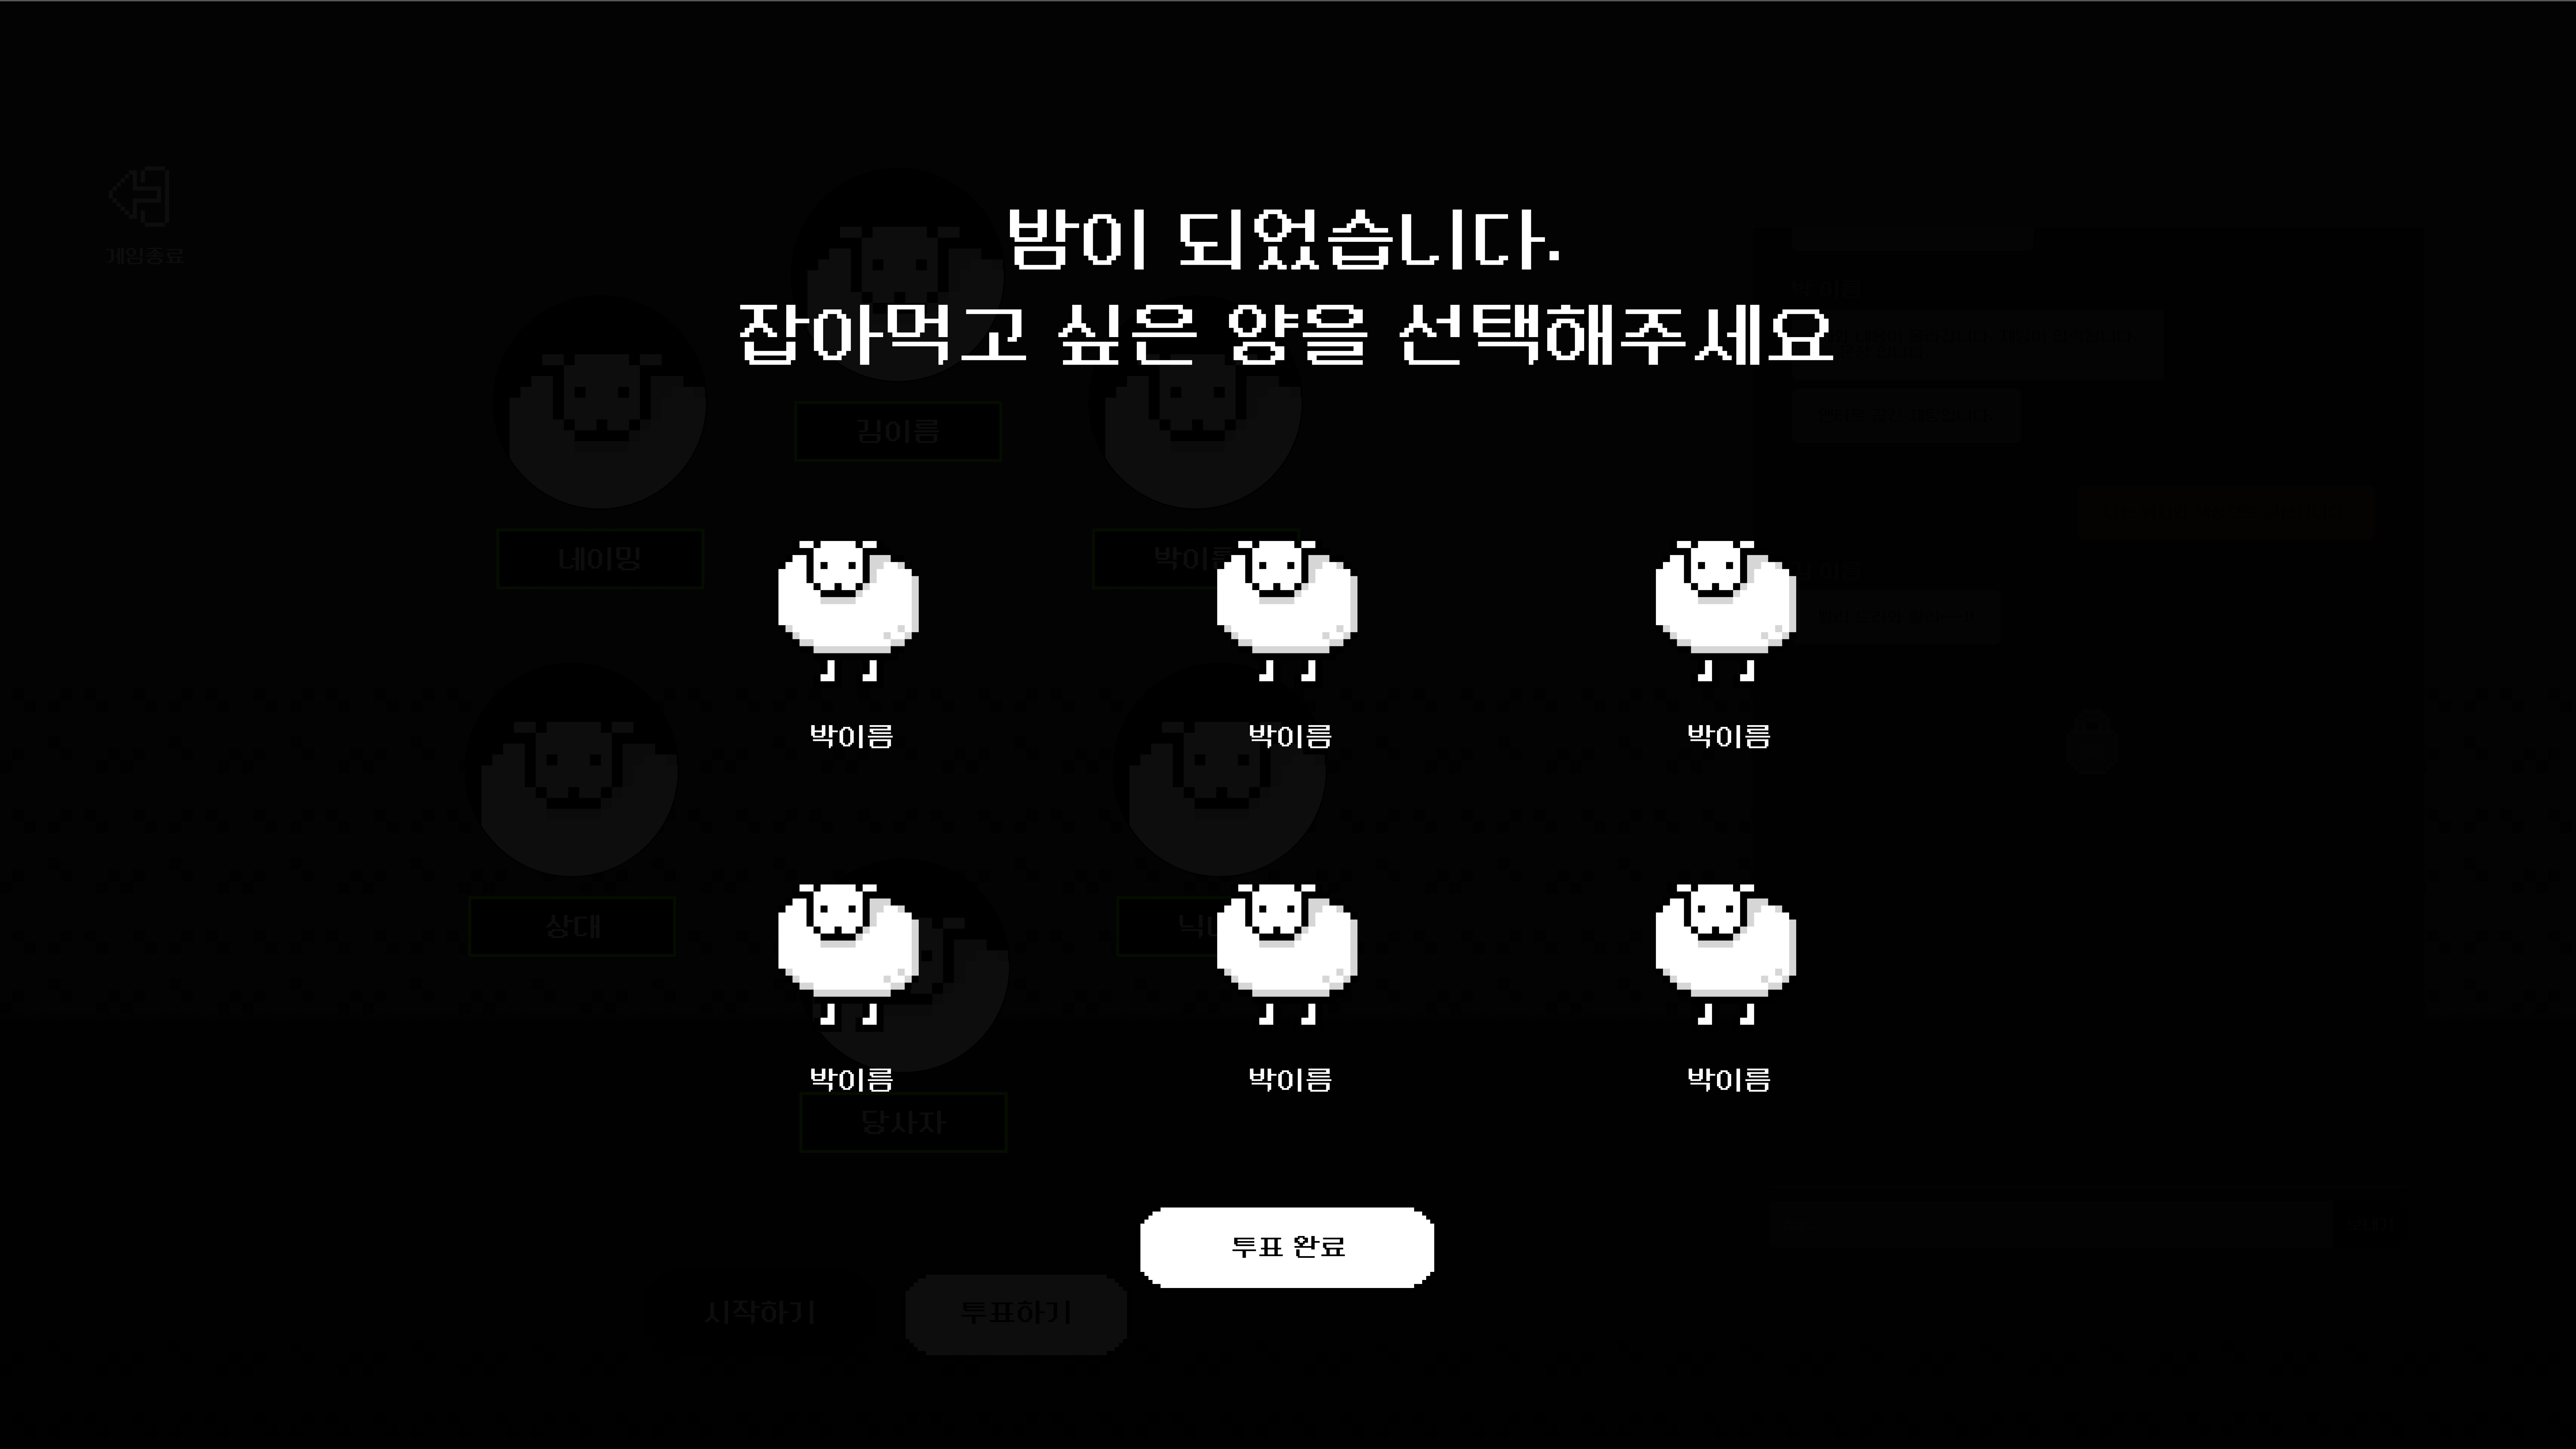 밤이 되었습니다.
잡아먹고 싶은 양을 선택해주세요
게임종료
김이름
네이밍
박이름
박이름
박이름
박이름
상대
박이름
박이름
박이름
당사자
투표 완료
시작하기
투표하기